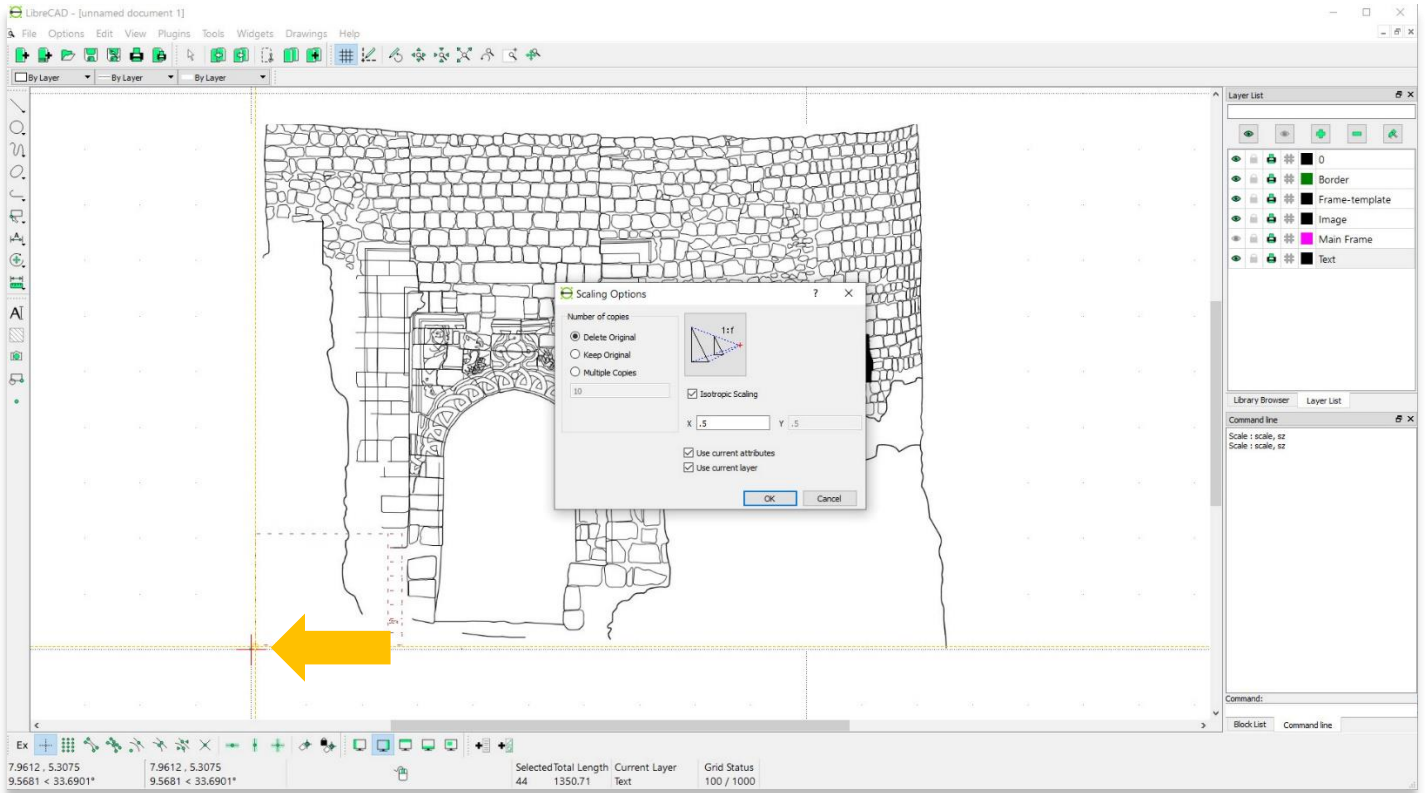 LibreCAD - [unnamed document 1]
File Options Edit View Plugins Tools Widgets Drawings Help
By Layer By Layer By Layer
Layer List
0
Border
Frame-template
Image
Main Frame
Text
Library Browser Layer List
Command line
Scale : scale, sz
Scale : scale, sz
Command:
Block List Command line
Scaling Options ?
Number of copies
Delete Original
Keep Original
Multiple Copies
10
1:f
Isotropic Scaling
X .5 Y .5
Use current attributes
Use current layer
OK Cancel
Ex
7.9612 , 5.3075 7.9612 , 5.3075 Selected Total Length Current Layer Grid Status
9.5681 < 33.6901° 9.5681 < 33.6901° 44 1350.71 Text 100 / 1000